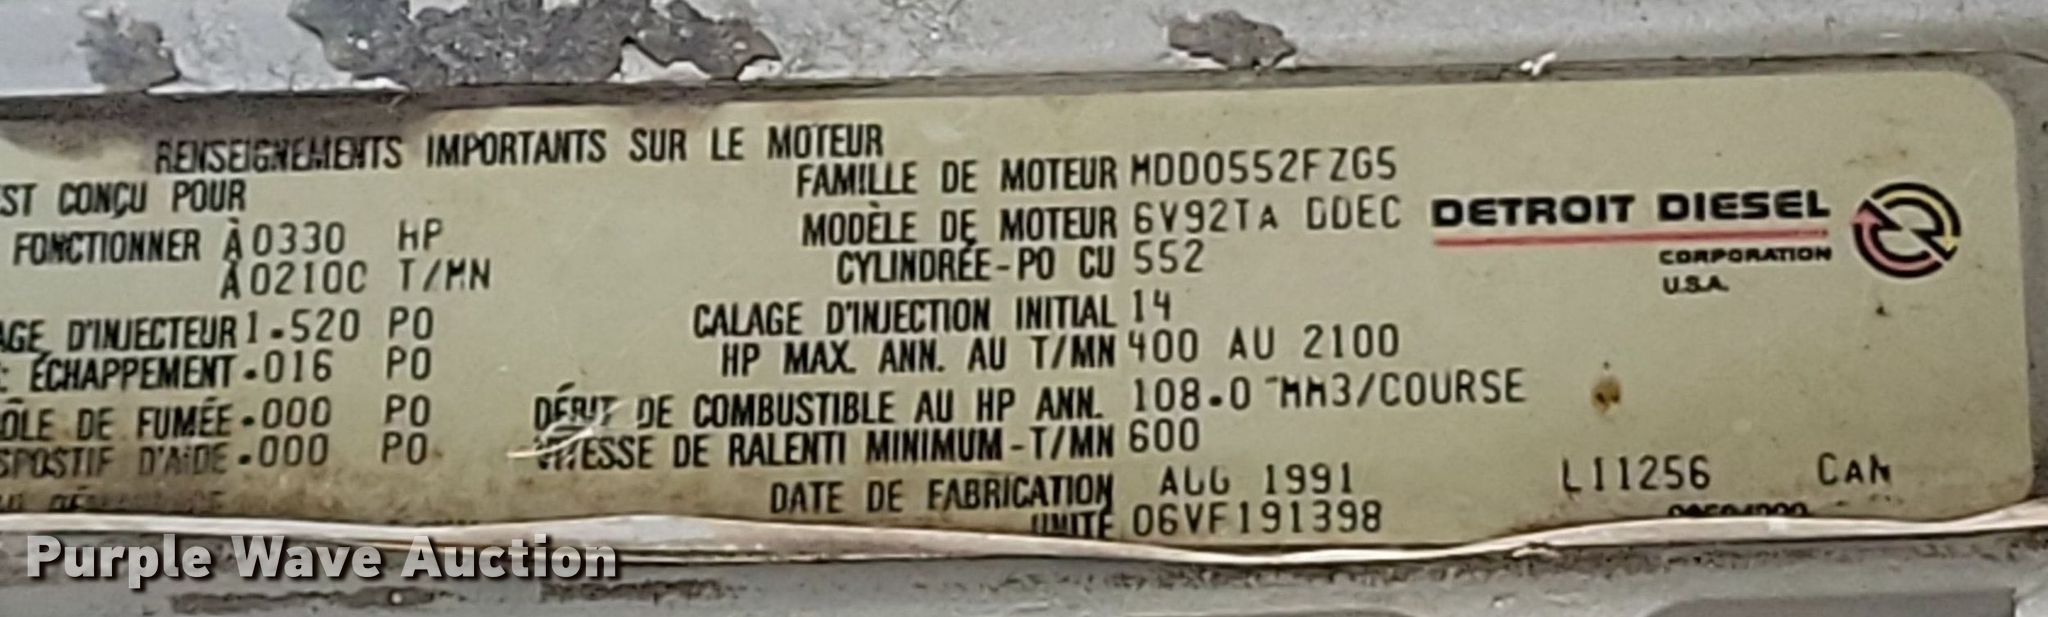 RENSEIGNEMENTS IMPORTANTS SUR LE MOTEUR
ST CONÇU POUR
FONCTIONNER À 0330 HP
À 02100 T/MN
AGE D'INJECTEUR 1.520 PO
ÉCHAPPEMENT .016 PO
ÔLE DE FUMÉE .000 PO
SPOSTIF D'AIDE .000 PO
FAMILLE DE MOTEUR MDD0552FZG5
MODÈLE DE MOTEUR 6V92TA DDEC
CYLINDRÉE-PO CU 552
CALAGE D'INJECTION INITIAL 14
HP MAX. ANN. AU T/MN 400 AU 2100
DÉBIT DE COMBUSTIBLE AU HP ANN. 108.0 MM3/COURSE
VITESSE DE RALENTI MINIMUM-T/MN 600
DATE DE FABRICATION AUG 1991
UNITÉ 06VF191398
DETROIT DIESEL
CORPORATION
U.S.A.
L11256 CAN
Purple Wave Auction